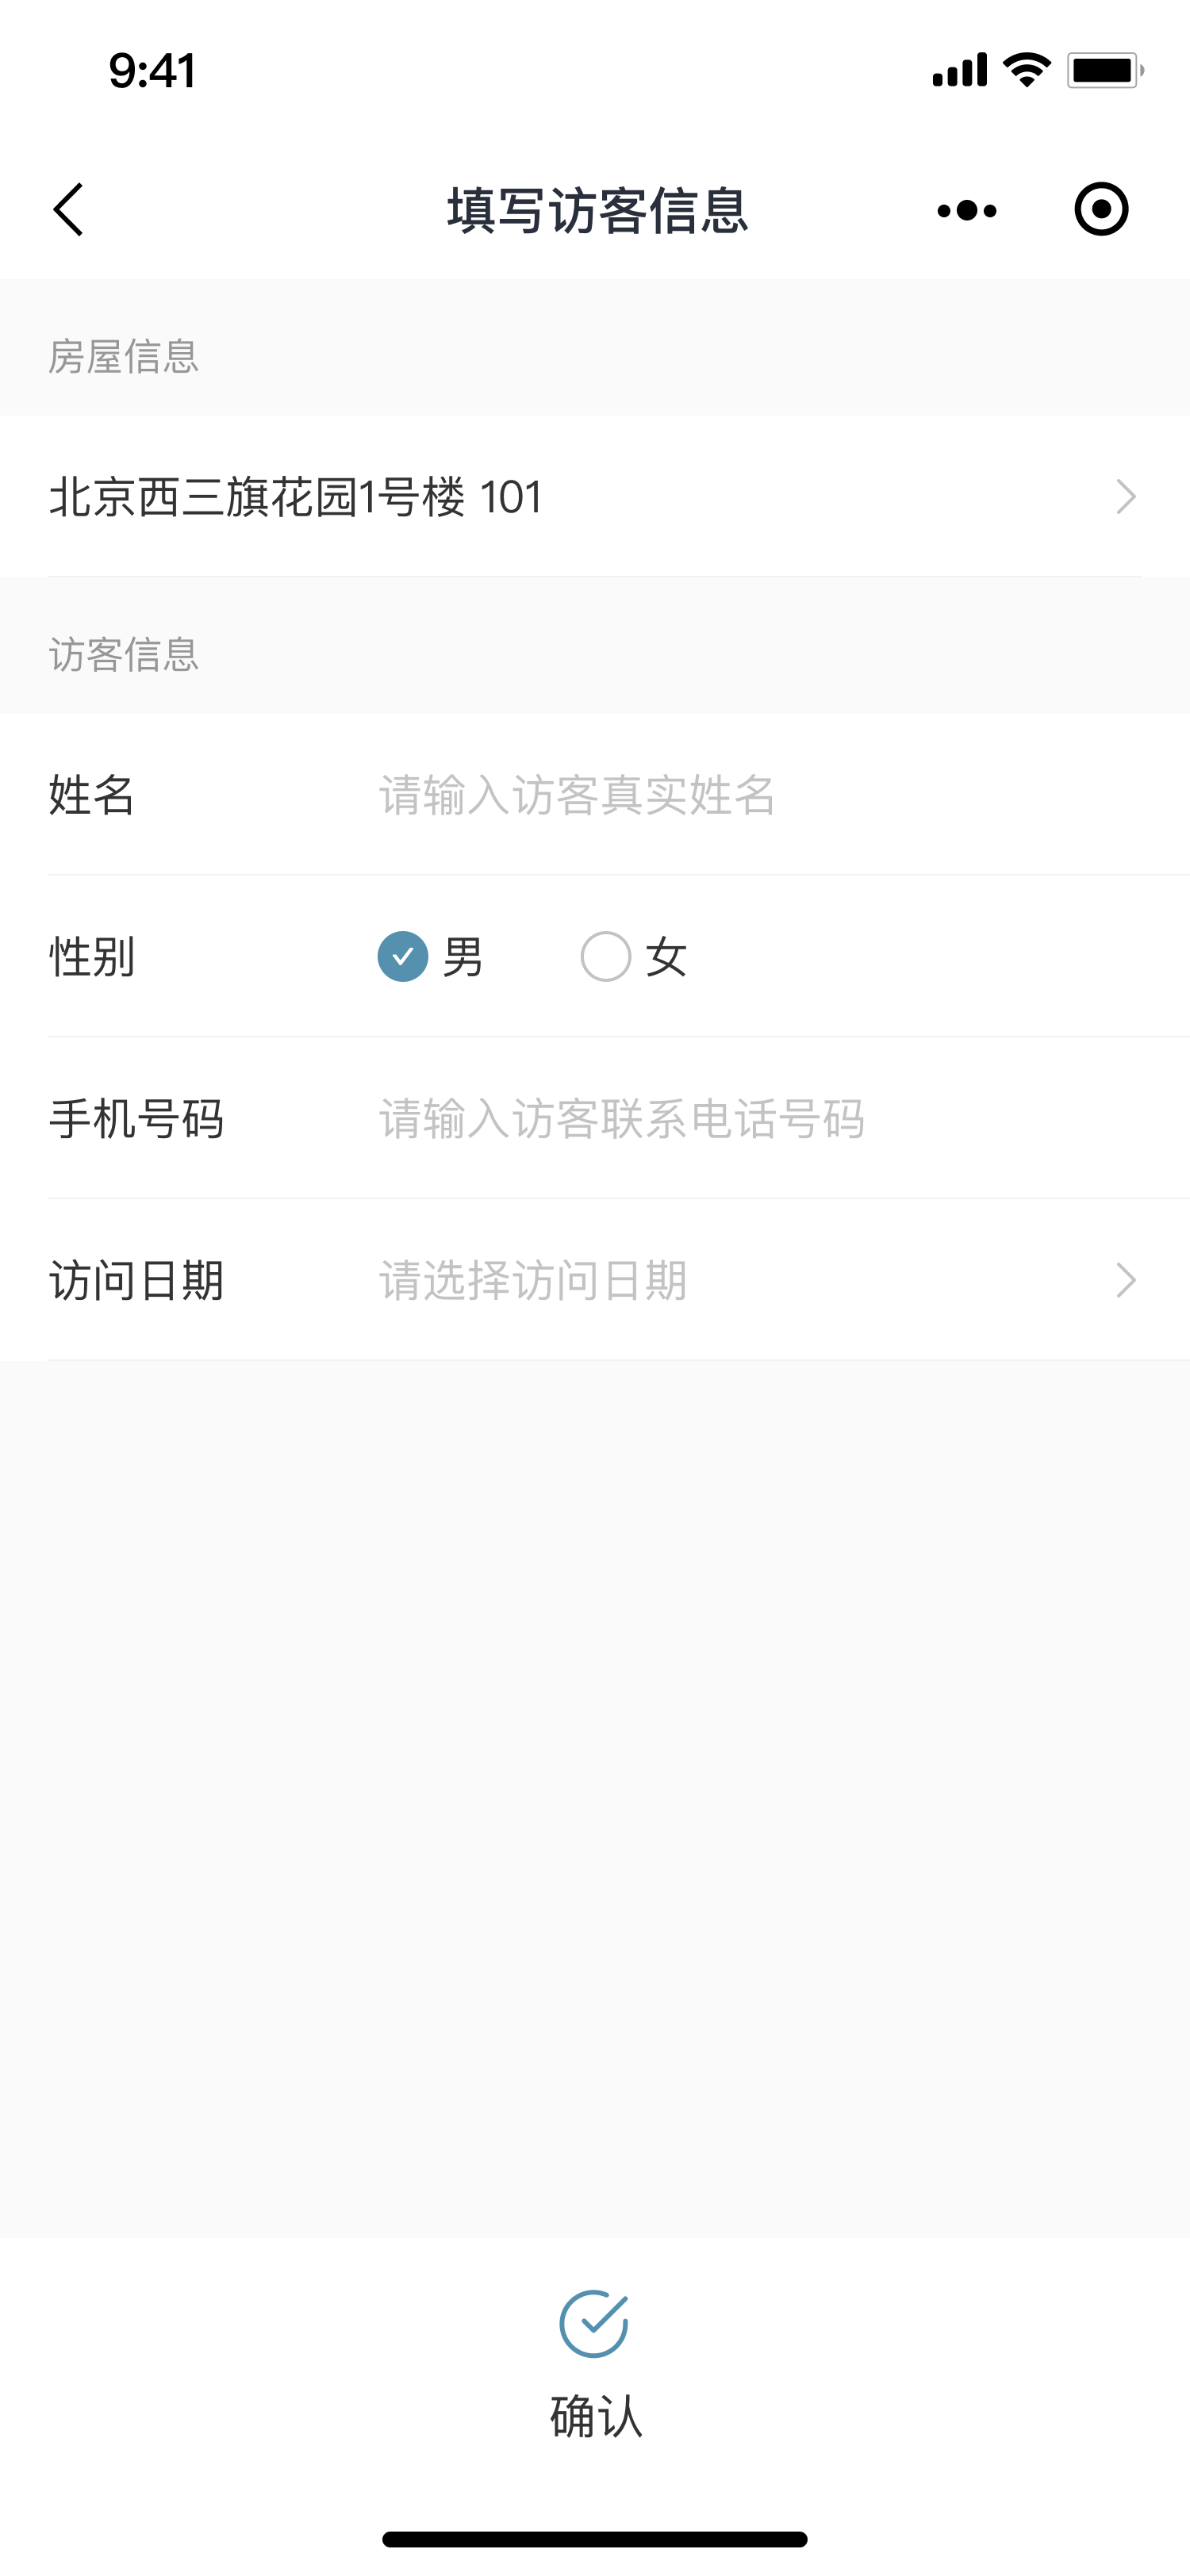 9:41
填写访客信息
房屋信息
北京西三旗花园1号楼 101
访客信息
姓名 请输入访客真实姓名
性别 男 女
手机号码 请输入访客联系电话号码
访问日期 请选择访问日期
确认